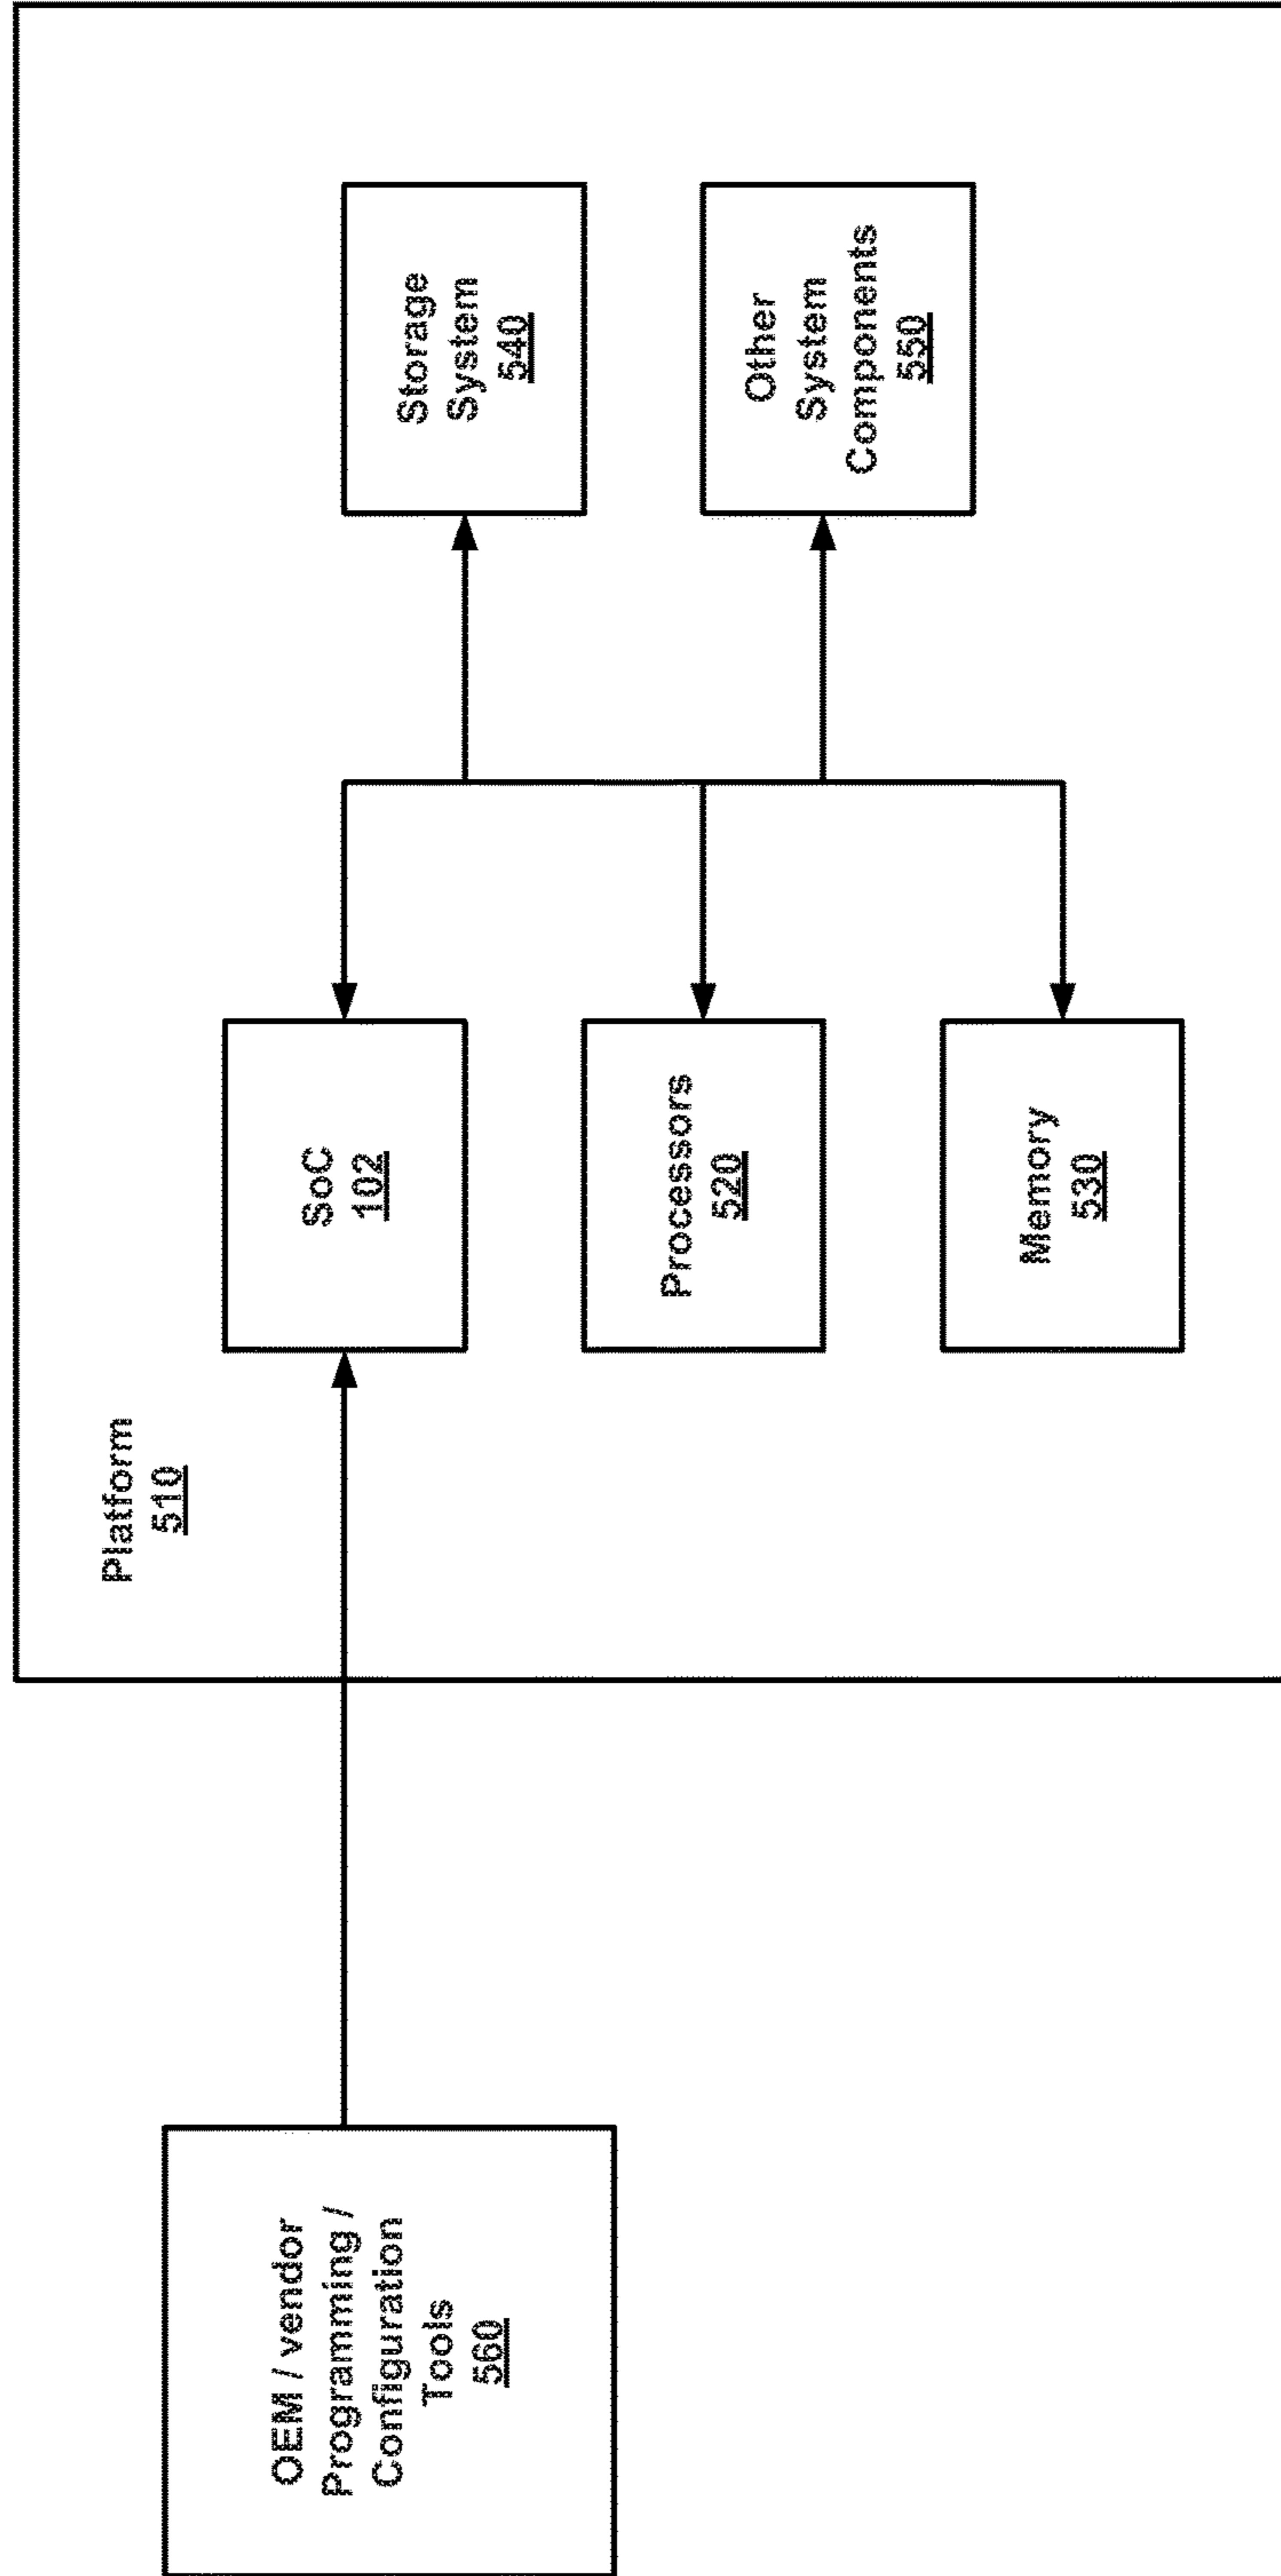 OEM / vendor
Programming /
Configuration
Tools
560
Platform
510
SoC
102
Processors
520
Memory
530
Storage
System
540
Other
System
Components
550